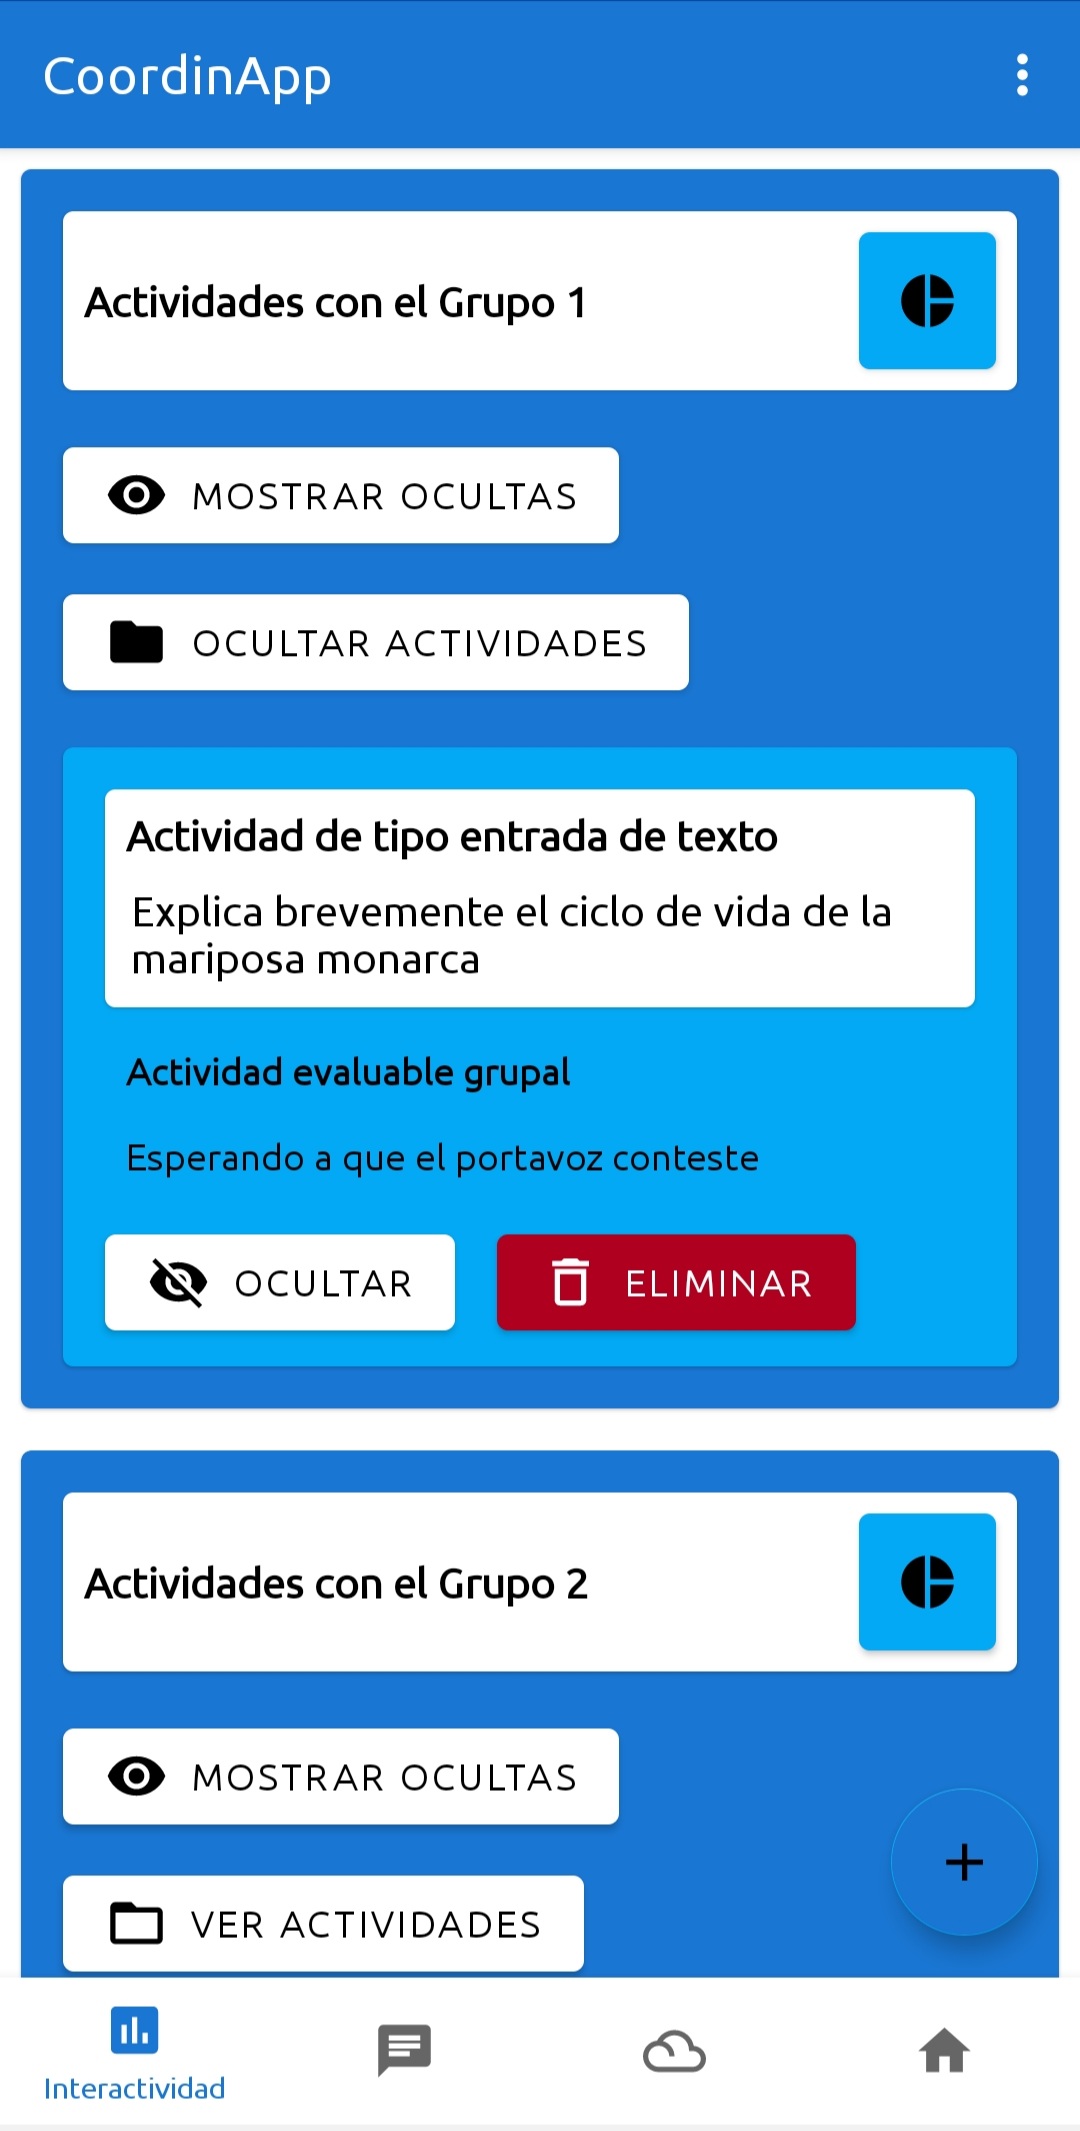 CoordinApp
Actividades con el Grupo 1
MOSTRAR OCULTAS
OCULTAR ACTIVIDADES
Actividad de tipo entrada de texto
Explica brevemente el ciclo de vida de la
mariposa monarca
Actividad evaluable grupal
Esperando a que el portavoz conteste
OCULTAR
ELIMINAR
Actividades con el Grupo 2
MOSTRAR OCULTAS
VER ACTIVIDADES
Interactividad